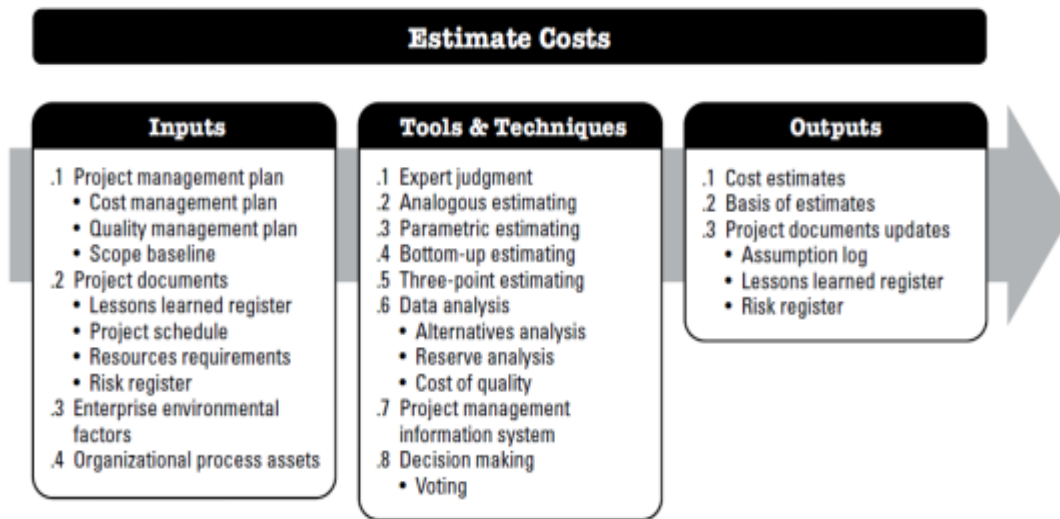 Estimate Costs
Inputs
.1 Project management plan
• Cost management plan
• Quality management plan
• Scope baseline
.2 Project documents
• Lessons learned register
• Project schedule
• Resources requirements
• Risk register
.3 Enterprise environmental
factors
.4 Organizational process assets
Tools & Techniques
.1 Expert judgment
.2 Analogous estimating
.3 Parametric estimating
.4 Bottom-up estimating
.5 Three-point estimating
.6 Data analysis
• Alternatives analysis
• Reserve analysis
• Cost of quality
.7 Project management
information system
.8 Decision making
• Voting
Outputs
.1 Cost estimates
.2 Basis of estimates
.3 Project documents updates
• Assumption log
• Lessons learned register
• Risk register